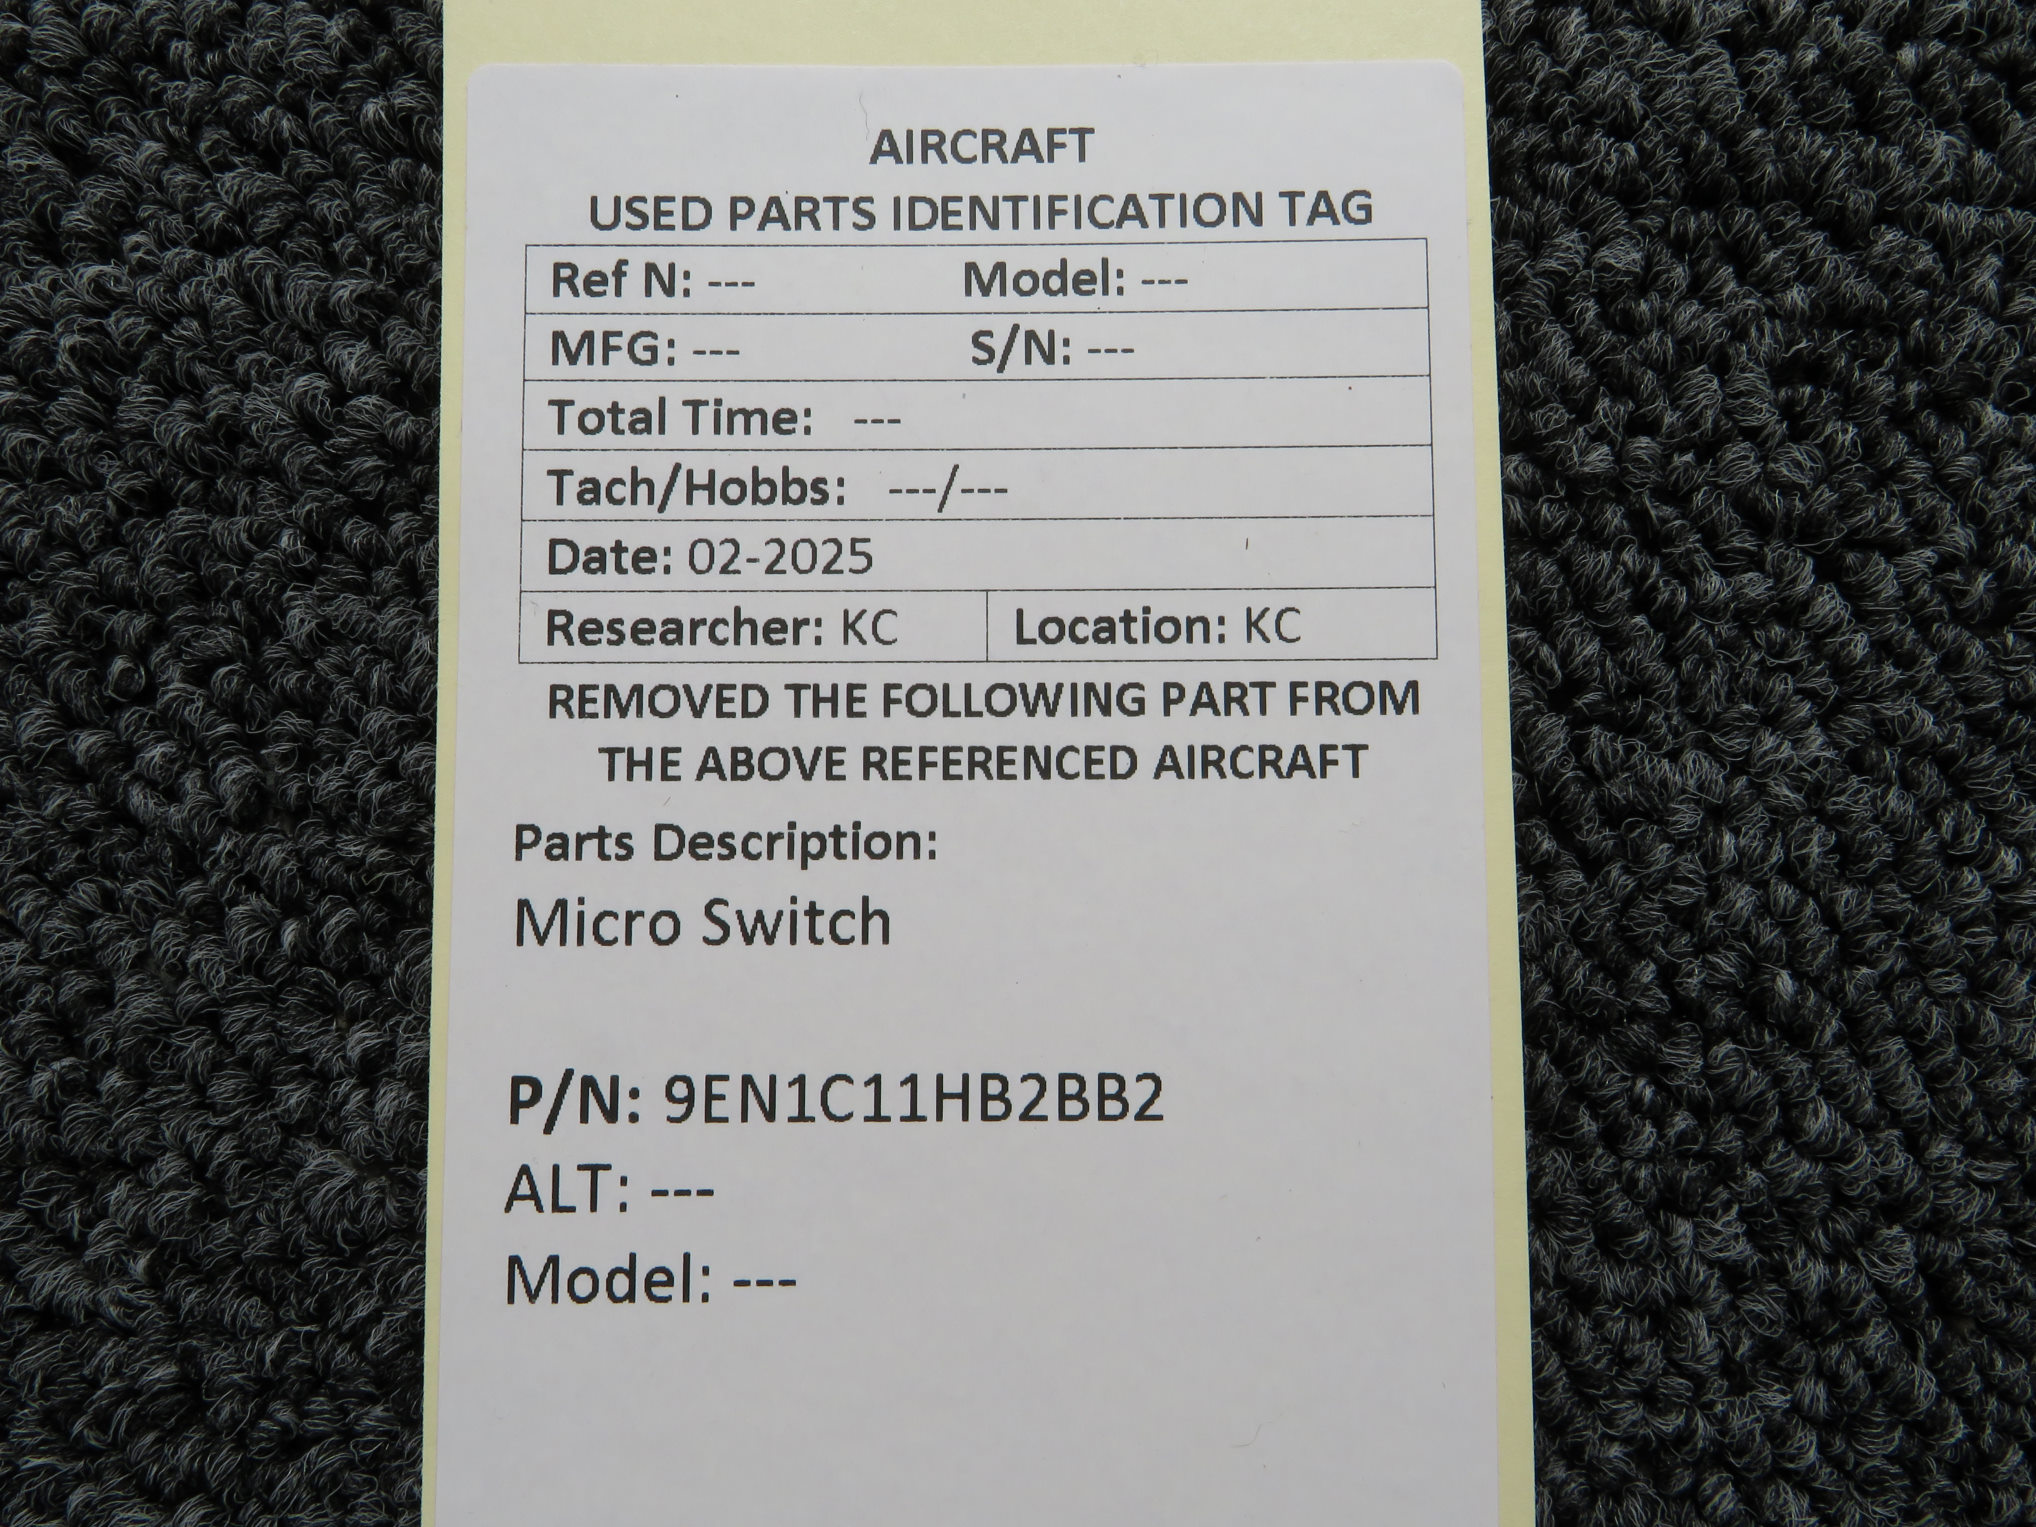 AIRCRAFT
USED PARTS IDENTIFICATION TAG
Ref N: --- Model: ---
MFG: --- S/N: ---
Total Time: ---
Tach/Hobbs: ---/---
Date: 02-2025
Researcher: KC Location: KC
REMOVED THE FOLLOWING PART FROM
THE ABOVE REFERENCED AIRCRAFT
Parts Description:
Micro Switch
P/N: 9EN1C11HB2BB2
ALT: ---
Model: ---